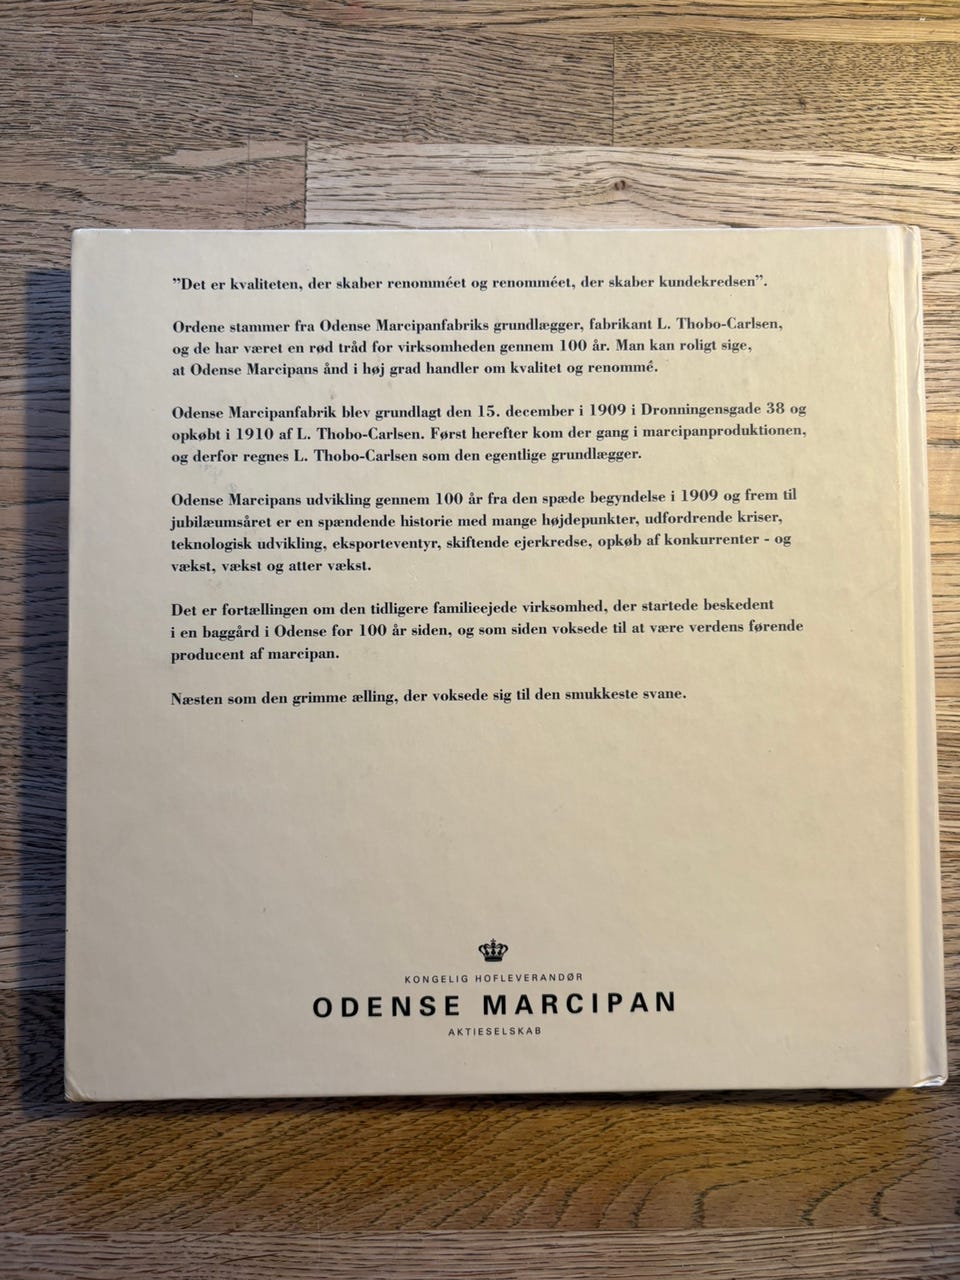 ”Det er kvaliteten, der skaber renomméet og renomméet, der skaber kundekredsen”.
Ordene stammer fra Odense Marcipanfabriks grundlægger, fabrikant L. Thobo-Carlsen,
og de har været en rød tråd for virksomheden gennem 100 år. Man kan roligt sige,
at Odense Marcipans ånd i høj grad handler om kvalitet og renommê.
Odense Marcipanfabrik blev grundlagt den 15. december i 1909 i Dronningensgade 38 og
opkøbt i 1910 af L. Thobo-Carlsen. Først herefter kom der gang i marcipanproduktionen,
og derfor regnes L. Thobo-Carlsen som den egentlige grundlægger.
Odense Marcipans udvikling gennem 100 år fra den spæde begyndelse i 1909 og frem til
jubilæumsåret er en spændende historie med mange højdepunkter, udfordrende kriser,
teknologisk udvikling, eksporteventyr, skiftende ejerkredse, opkøb af konkurrenter - og
vækst, vækst og atter vækst.
Det er fortællingen om den tidligere familieejede virksomhed, der startede beskedent
i en baggård i Odense for 100 år siden, og som siden voksede til at være verdens førende
producent af marcipan.
Næsten som den grimme ælling, der voksede sig til den smukkeste svane.
KONGELIG HOFLEVERANDØR
ODENSE MARCIPAN
AKTIESELSKAB